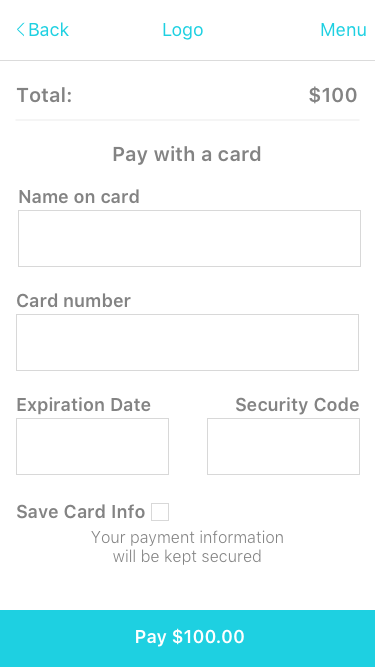 Back Logo Menu
Total: $100
Pay with a card
Name on card
Card number
Expiration Date Security Code
Save Card Info
Your payment information
will be kept secured
Pay $100.00